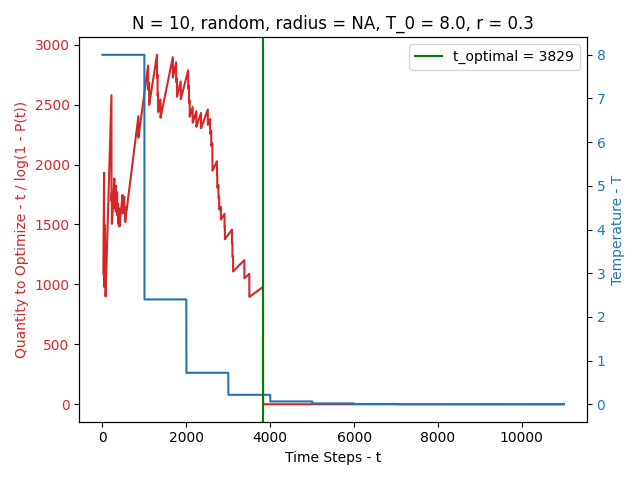 N = 10, random, radius = NA, T_0 = 8.0, r = 0.3
t_optimal = 3829
Quantity to Optimize - t / log(1 - P(t))
3000
2500
2000
1500
1000
500
0
8
7
6
5
4
3
2
1
0
Temperature - T
0 2000 4000 6000 8000 10000
Time Steps - t